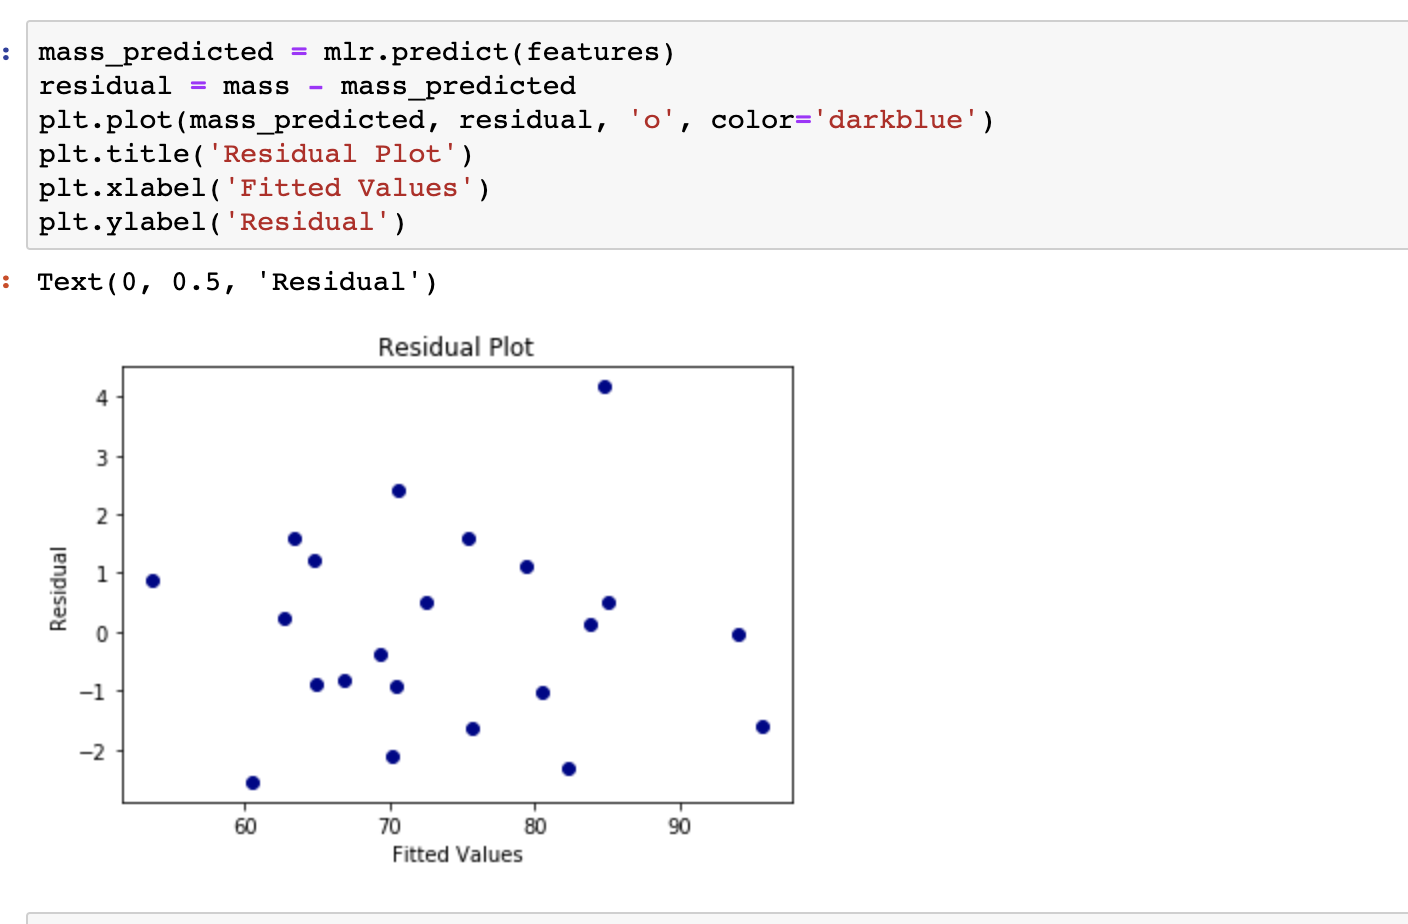 :
mass_predicted = mlr.predict(features)
residual = mass - mass_predicted
plt.plot(mass_predicted, residual, 'o', color='darkblue')
plt.title('Residual Plot')
plt.xlabel('Fitted Values')
plt.ylabel('Residual')
:
Text(0, 0.5, 'Residual')
Residual Plot
4
3
2
1
0
−1
−2
Residual
60 70 80 90
Fitted Values